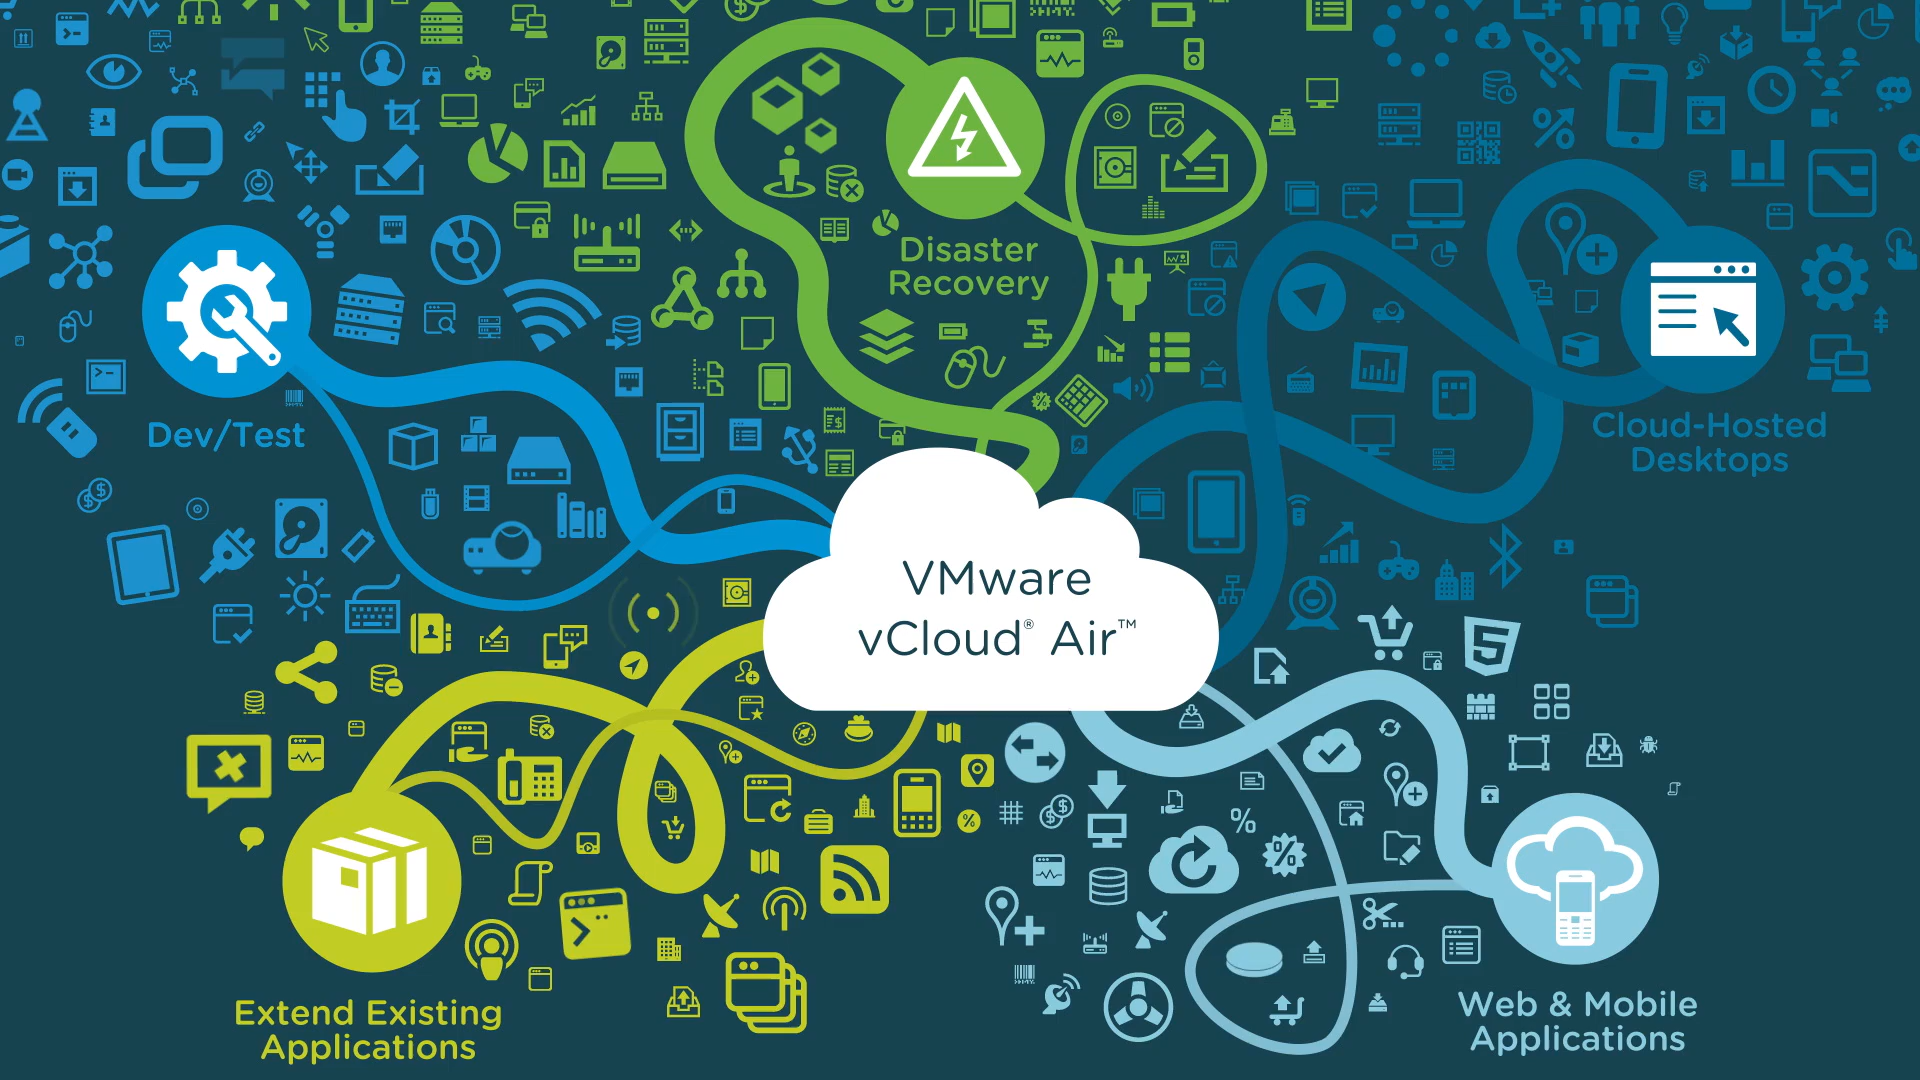 Disaster
Recovery
Dev/Test
Cloud-Hosted
Desktops
VMware
vCloud® Air™
Extend Existing
Applications
Web & Mobile
Applications